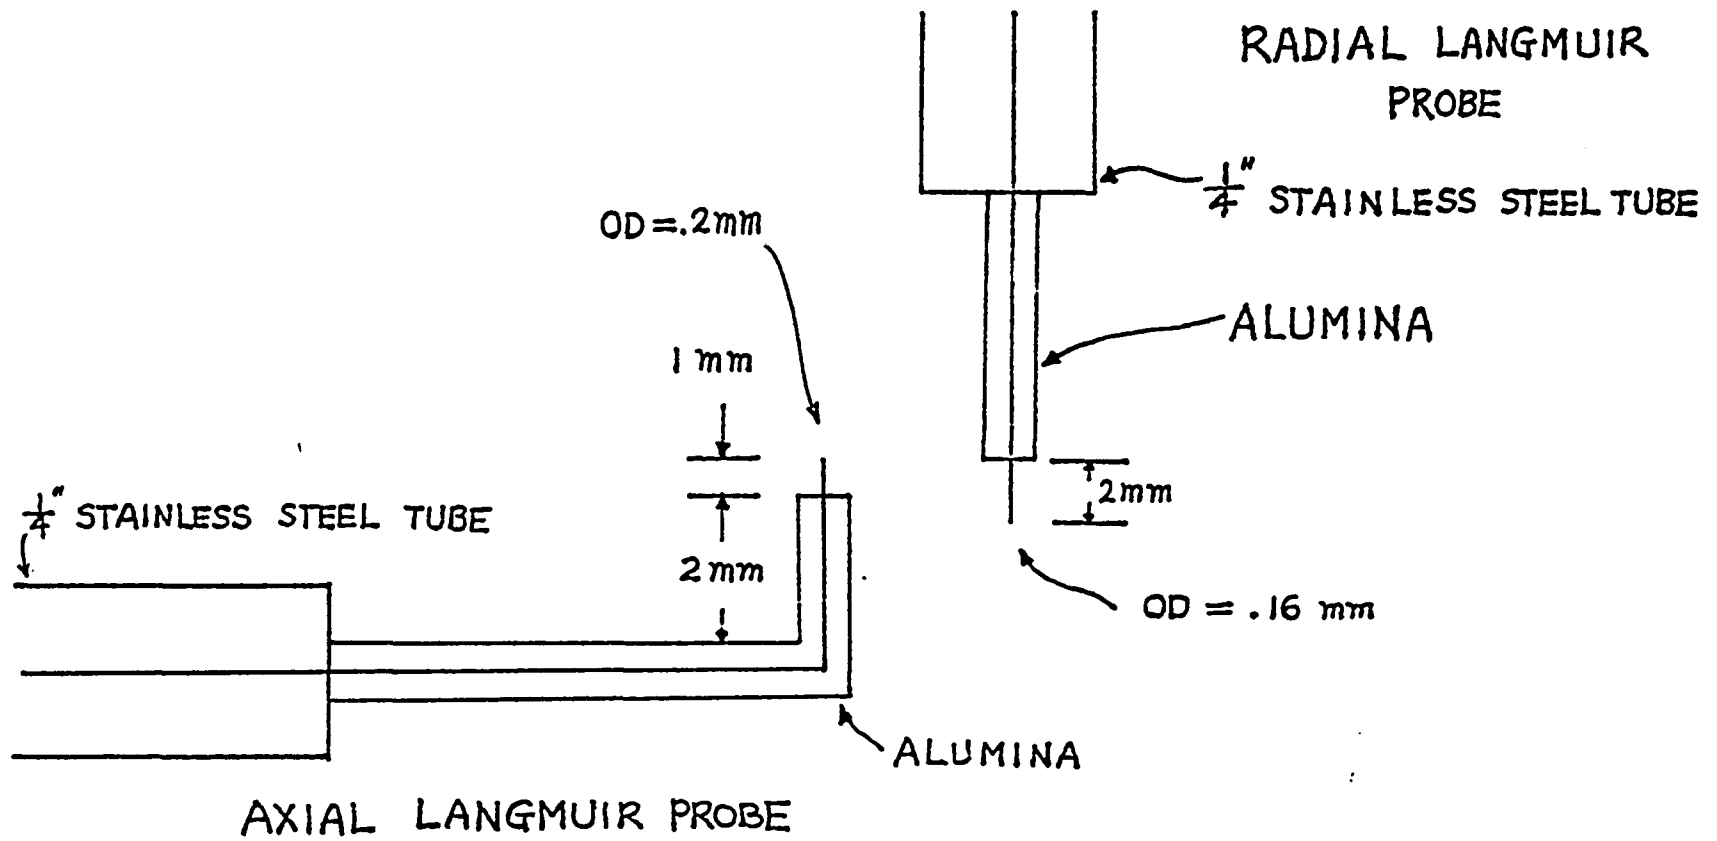 RADIAL LANGMUIR
PROBE
1/4" STAINLESS STEEL TUBE
OD=.2mm
ALUMINA
1 mm
2mm
1/4" STAINLESS STEEL TUBE
2mm
OD = .16 mm
ALUMINA
AXIAL LANGMUIR PROBE